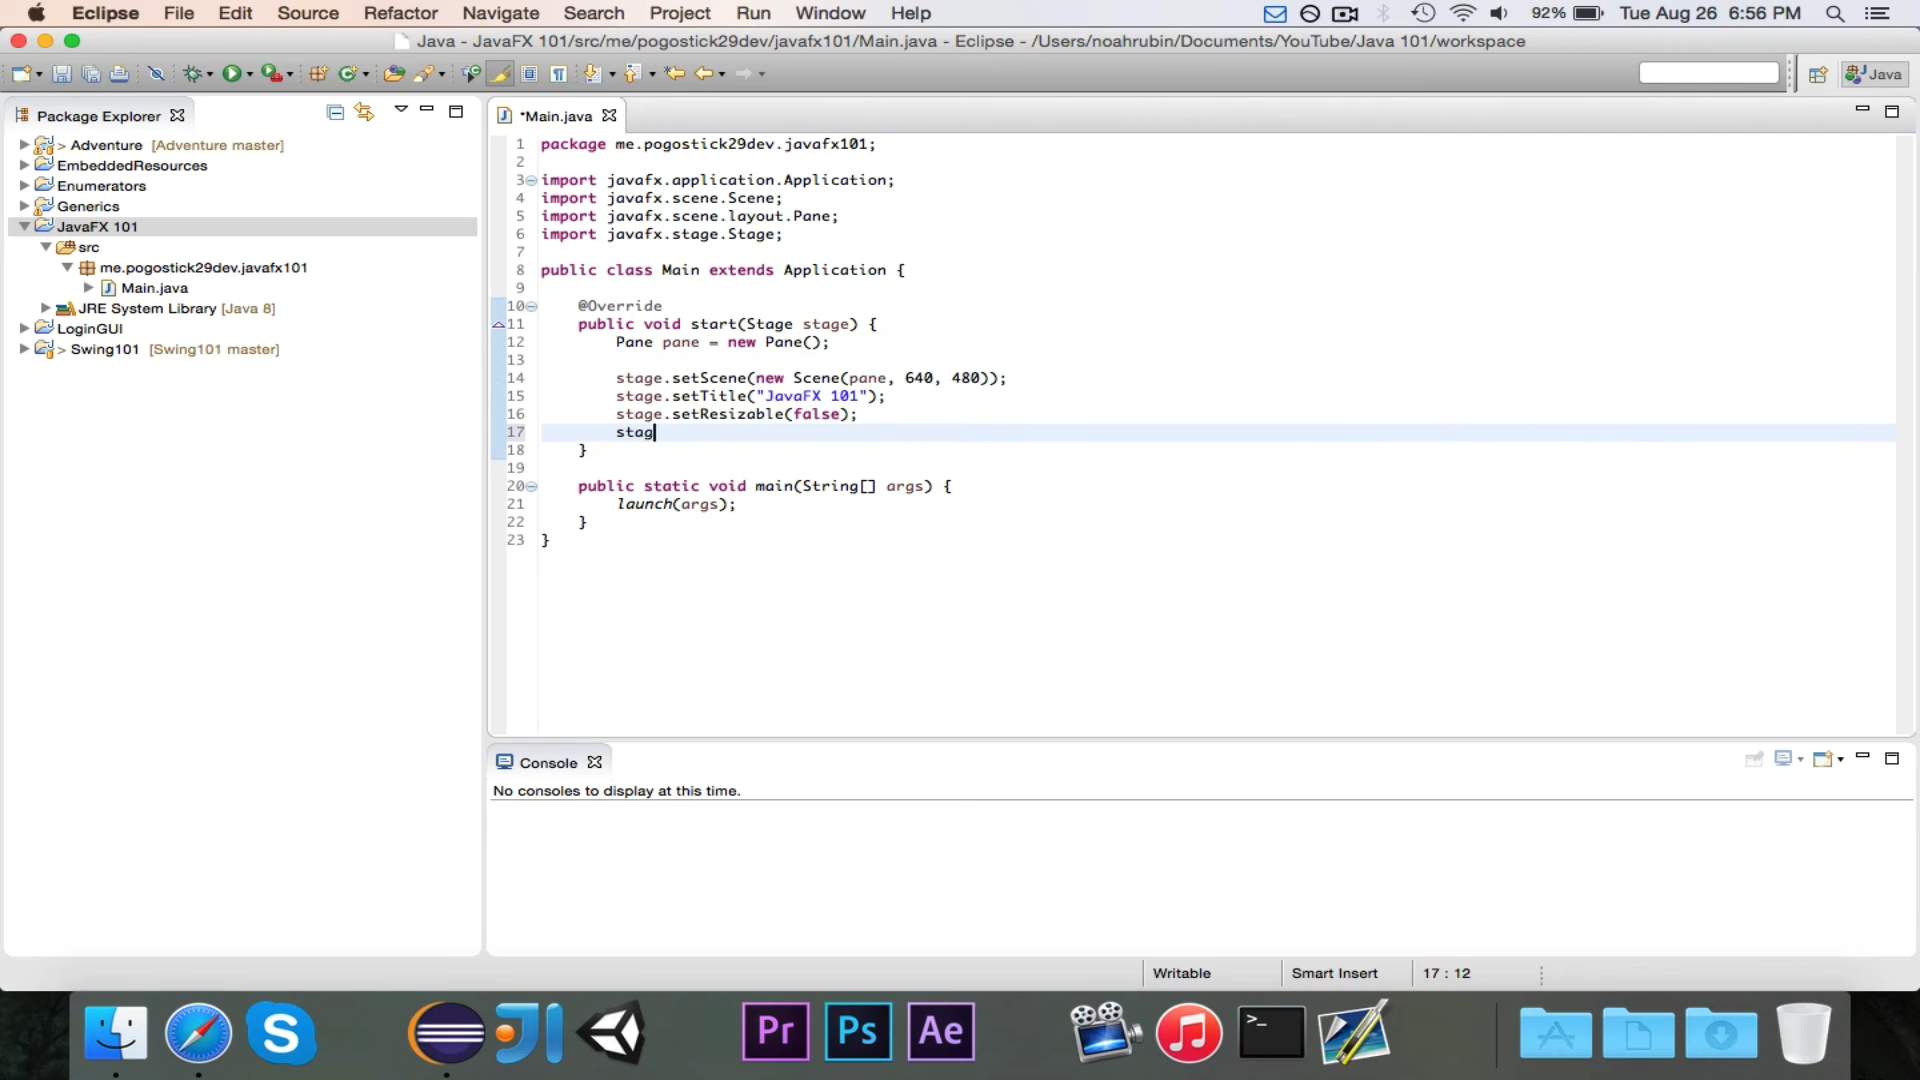 Eclipse File Edit Source Refactor Navigate Search Project Run Window Help 92% Tue Aug 26 6:56 PM
Java - JavaFX 101/src/me/pogostick29dev/javafx101/Main.java - Eclipse - /Users/noahrubin/Documents/YouTube/Java 101/workspace
Java
Package Explorer
> Adventure [Adventure master]
EmbeddedResources
Enumerators
Generics
JavaFX 101
src
me.pogostick29dev.javafx101
Main.java
JRE System Library [Java 8]
LoginGUI
> Swing101 [Swing101 master]
*Main.java
1 package me.pogostick29dev.javafx101;
2
3 import javafx.application.Application;
4 import javafx.scene.Scene;
5 import javafx.scene.layout.Pane;
6 import javafx.stage.Stage;
7
8 public class Main extends Application {
9
10 @Override
11 public void start(Stage stage) {
12 Pane pane = new Pane();
13
14 stage.setScene(new Scene(pane, 640, 480));
15 stage.setTitle("JavaFX 101");
16 stage.setResizable(false);
17 stag
18 }
19
20 public static void main(String[] args) {
21 launch(args);
22 }
23 }
Console
No consoles to display at this time.
Writable Smart Insert 17 : 12
S Pr Ps Ae >_